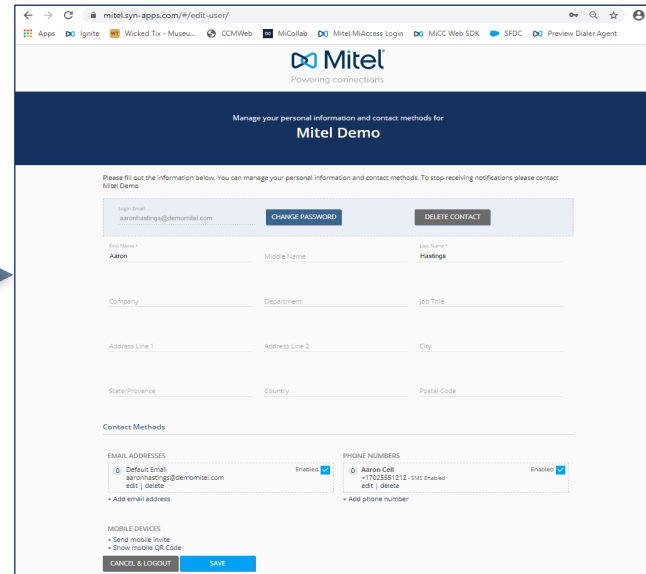 mitel.syn-apps.com/#/edit-user/
Apps Ignite Wicked Tix - Museu... CCMWeb MiCollab Mitel MiAccess Login MiCC Web SDK SFDC Preview Dialer Agent
Mitel
Powering connections
Manage your personal information and contact methods for
Mitel Demo
Please fill out the information below. You can manage your personal information and contact methods. To stop receiving notifications please contact
Mitel Demo
Login Email
aaronhastings@demomitel.com CHANGE PASSWORD DELETE CONTACT
First Name * Last Name *
Aaron Middle Name Hastings
Company Department Job Title
Address Line 1 Address Line 2 City
State/Provence Country Postal Code
Contact Methods
EMAIL ADDRESSES PHONE NUMBERS
0 Default Email Enabled 0 Aaron Cell Enabled
aaronhastings@demomitel.com +17025551212 - SMS Enabled
edit | delete edit | delete
+ Add email address + Add phone number
MOBILE DEVICES
+ Send mobile invite
+ Show mobile QR Code
CANCEL & LOGOUT SAVE